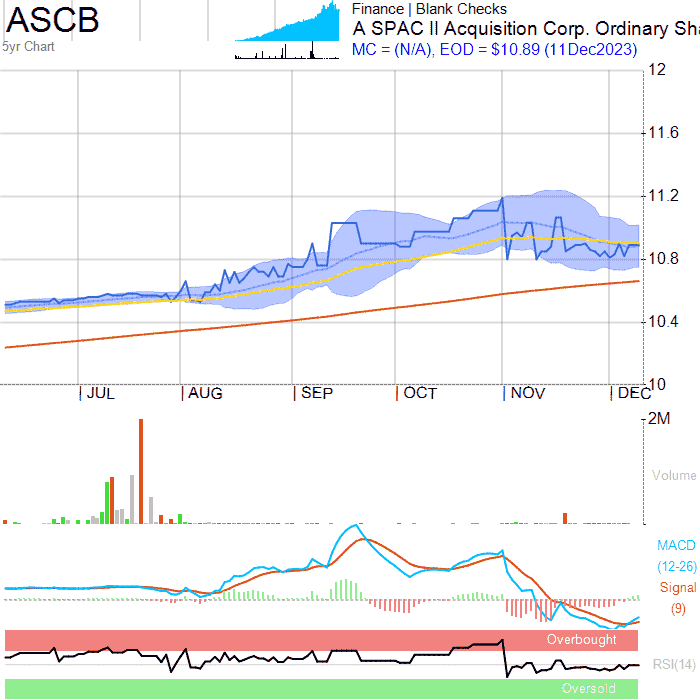 ASCB
5yr Chart
Finance | Blank Checks
A SPAC II Acquisition Corp. Ordinary Sha
MC = (N/A), EOD = $10.89 (11Dec2023)
12
11.6
11.2
10.8
10.4
10
JUL AUG SEP OCT NOV DEC
2M
Volume
MACD
(12-26)
Signal
(9)
Overbought
RSI(14)
Oversold